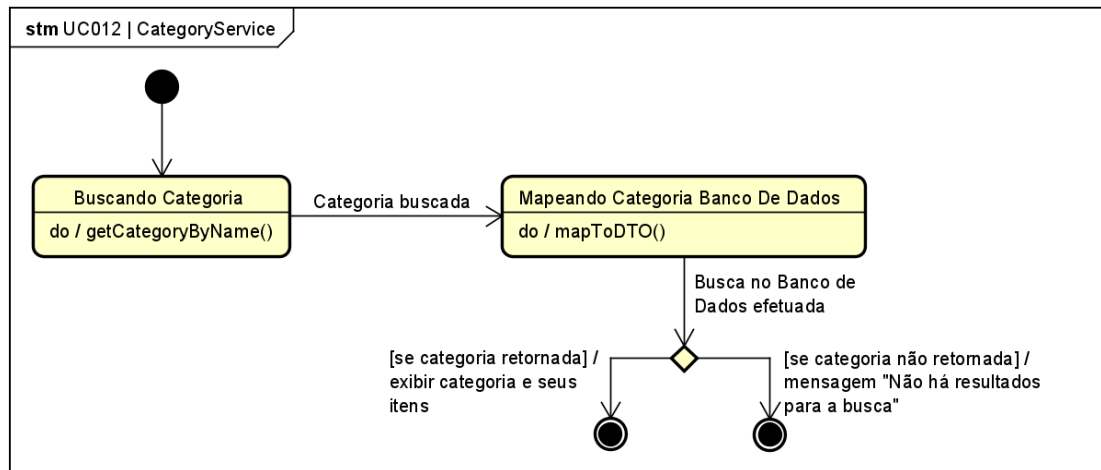 stm UC012 | CategoryService
Buscando Categoria
do / getCategoryByName()
Categoria buscada
Mapeando Categoria Banco De Dados
do / mapToDTO()
Busca no Banco de
Dados efetuada
[se categoria retornada] /
exibir categoria e seus
itens
[se categoria não retornada] /
mensagem "Não há resultados
para a busca"